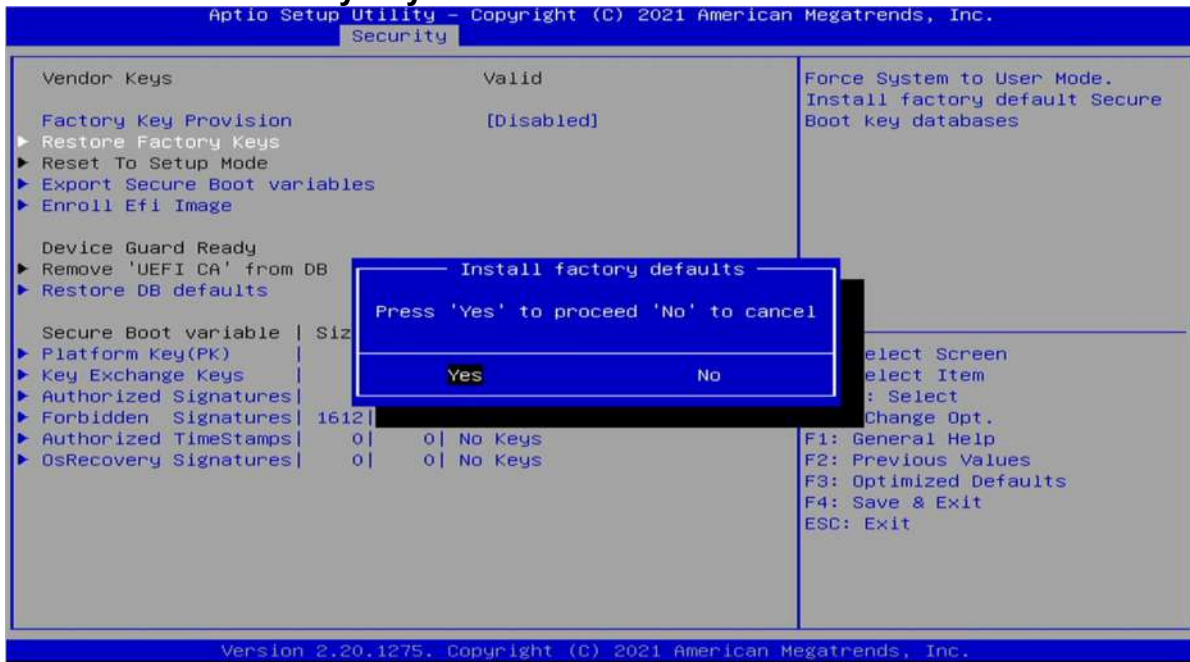 Aptio Setup Utility – Copyright (C) 2021 American Megatrends, Inc.
Security
Vendor Keys Valid
Factory Key Provision [Disabled]
Restore Factory Keys
Reset To Setup Mode
Export Secure Boot variables
Enroll Efi Image
Device Guard Ready
Remove 'UEFI CA' from DB
Restore DB defaults
Secure Boot variable | Siz
Platform Key(PK) |
Key Exchange Keys |
Authorized Signatures|
Forbidden Signatures| 1612|
Authorized TimeStamps| 0| 0| No Keys
OsRecovery Signatures| 0| 0| No Keys
Install factory defaults
Press 'Yes' to proceed 'No' to cancel
Yes No
Force System to User Mode.
Install factory default Secure
Boot key databases
elect Screen
elect Item
: Select
Change Opt.
F1: General Help
F2: Previous Values
F3: Optimized Defaults
F4: Save & Exit
ESC: Exit
Version 2.20.1275. Copyright (C) 2021 American Megatrends, Inc.